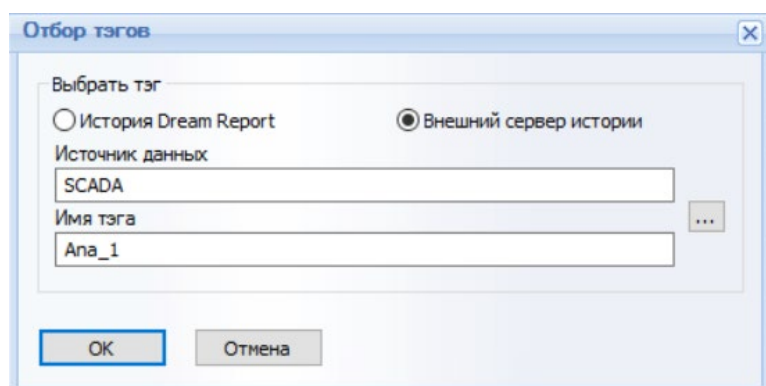 Отбор тэгов
Выбрать тэг
История Dream Report
Внешний сервер истории
Источник данных
SCADA
Имя тэга
...
Ana_1
OK
Отмена